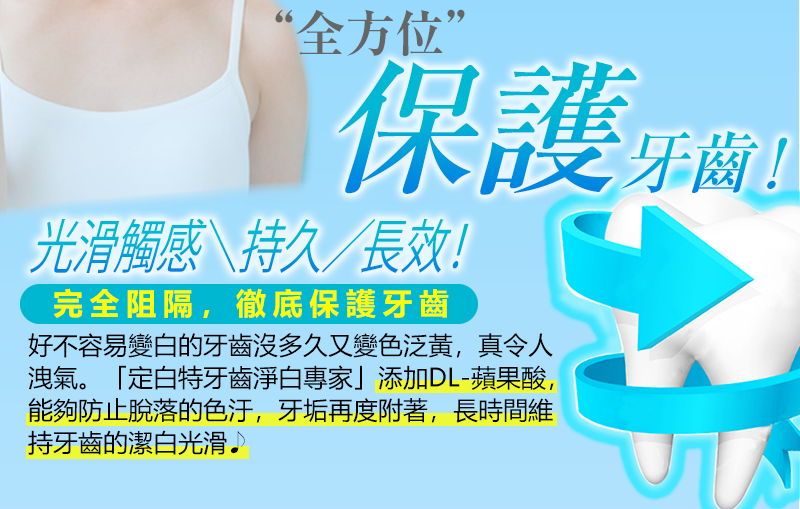 “全方位”
保護牙齒!
光滑觸感＼持久／長效!
完全阻隔，徹底保護牙齒
好不容易變白的牙齒沒多久又變色泛黃，真令人
洩氣。「定白特牙齒淨白專家」添加DL-蘋果酸，
能夠防止脫落的色汙，牙垢再度附著，長時間維
持牙齒的潔白光滑♪